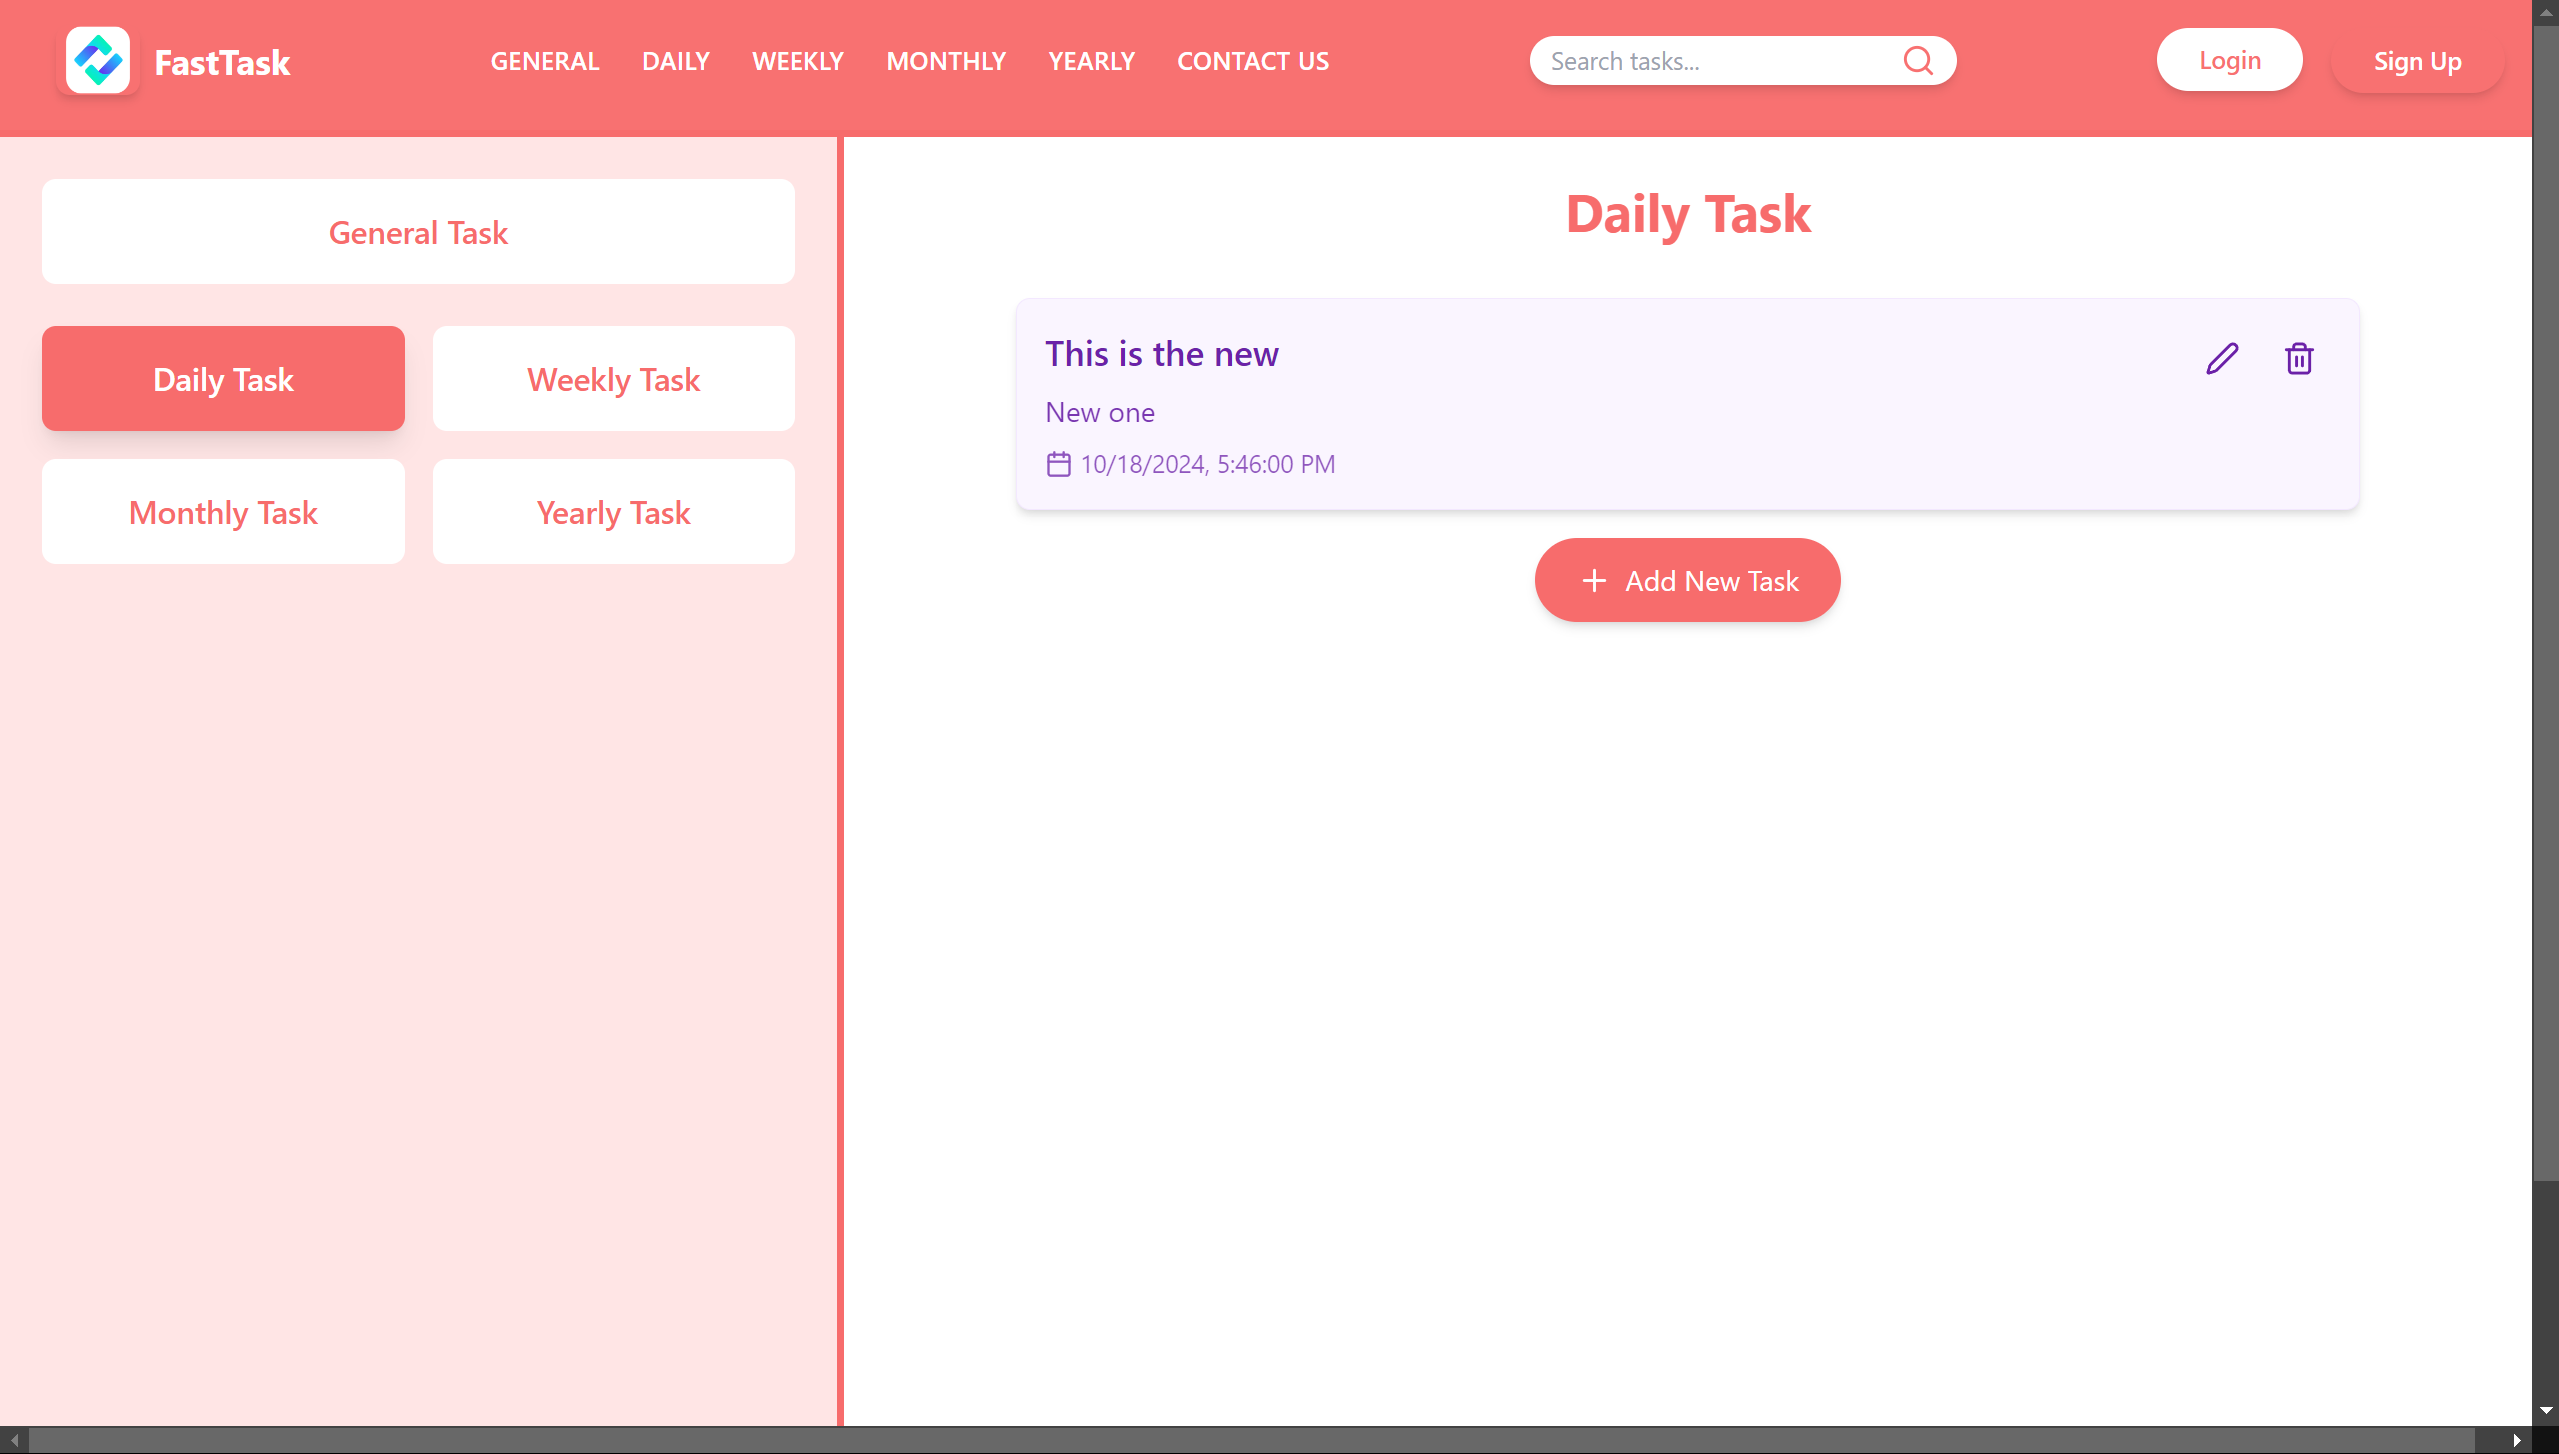 FastTask
GENERAL DAILY WEEKLY MONTHLY YEARLY CONTACT US
Search tasks...
Login
Sign Up
General Task
Daily Task
Weekly Task
Monthly Task
Yearly Task
Daily Task
This is the new
New one
10/18/2024, 5:46:00 PM
Add New Task